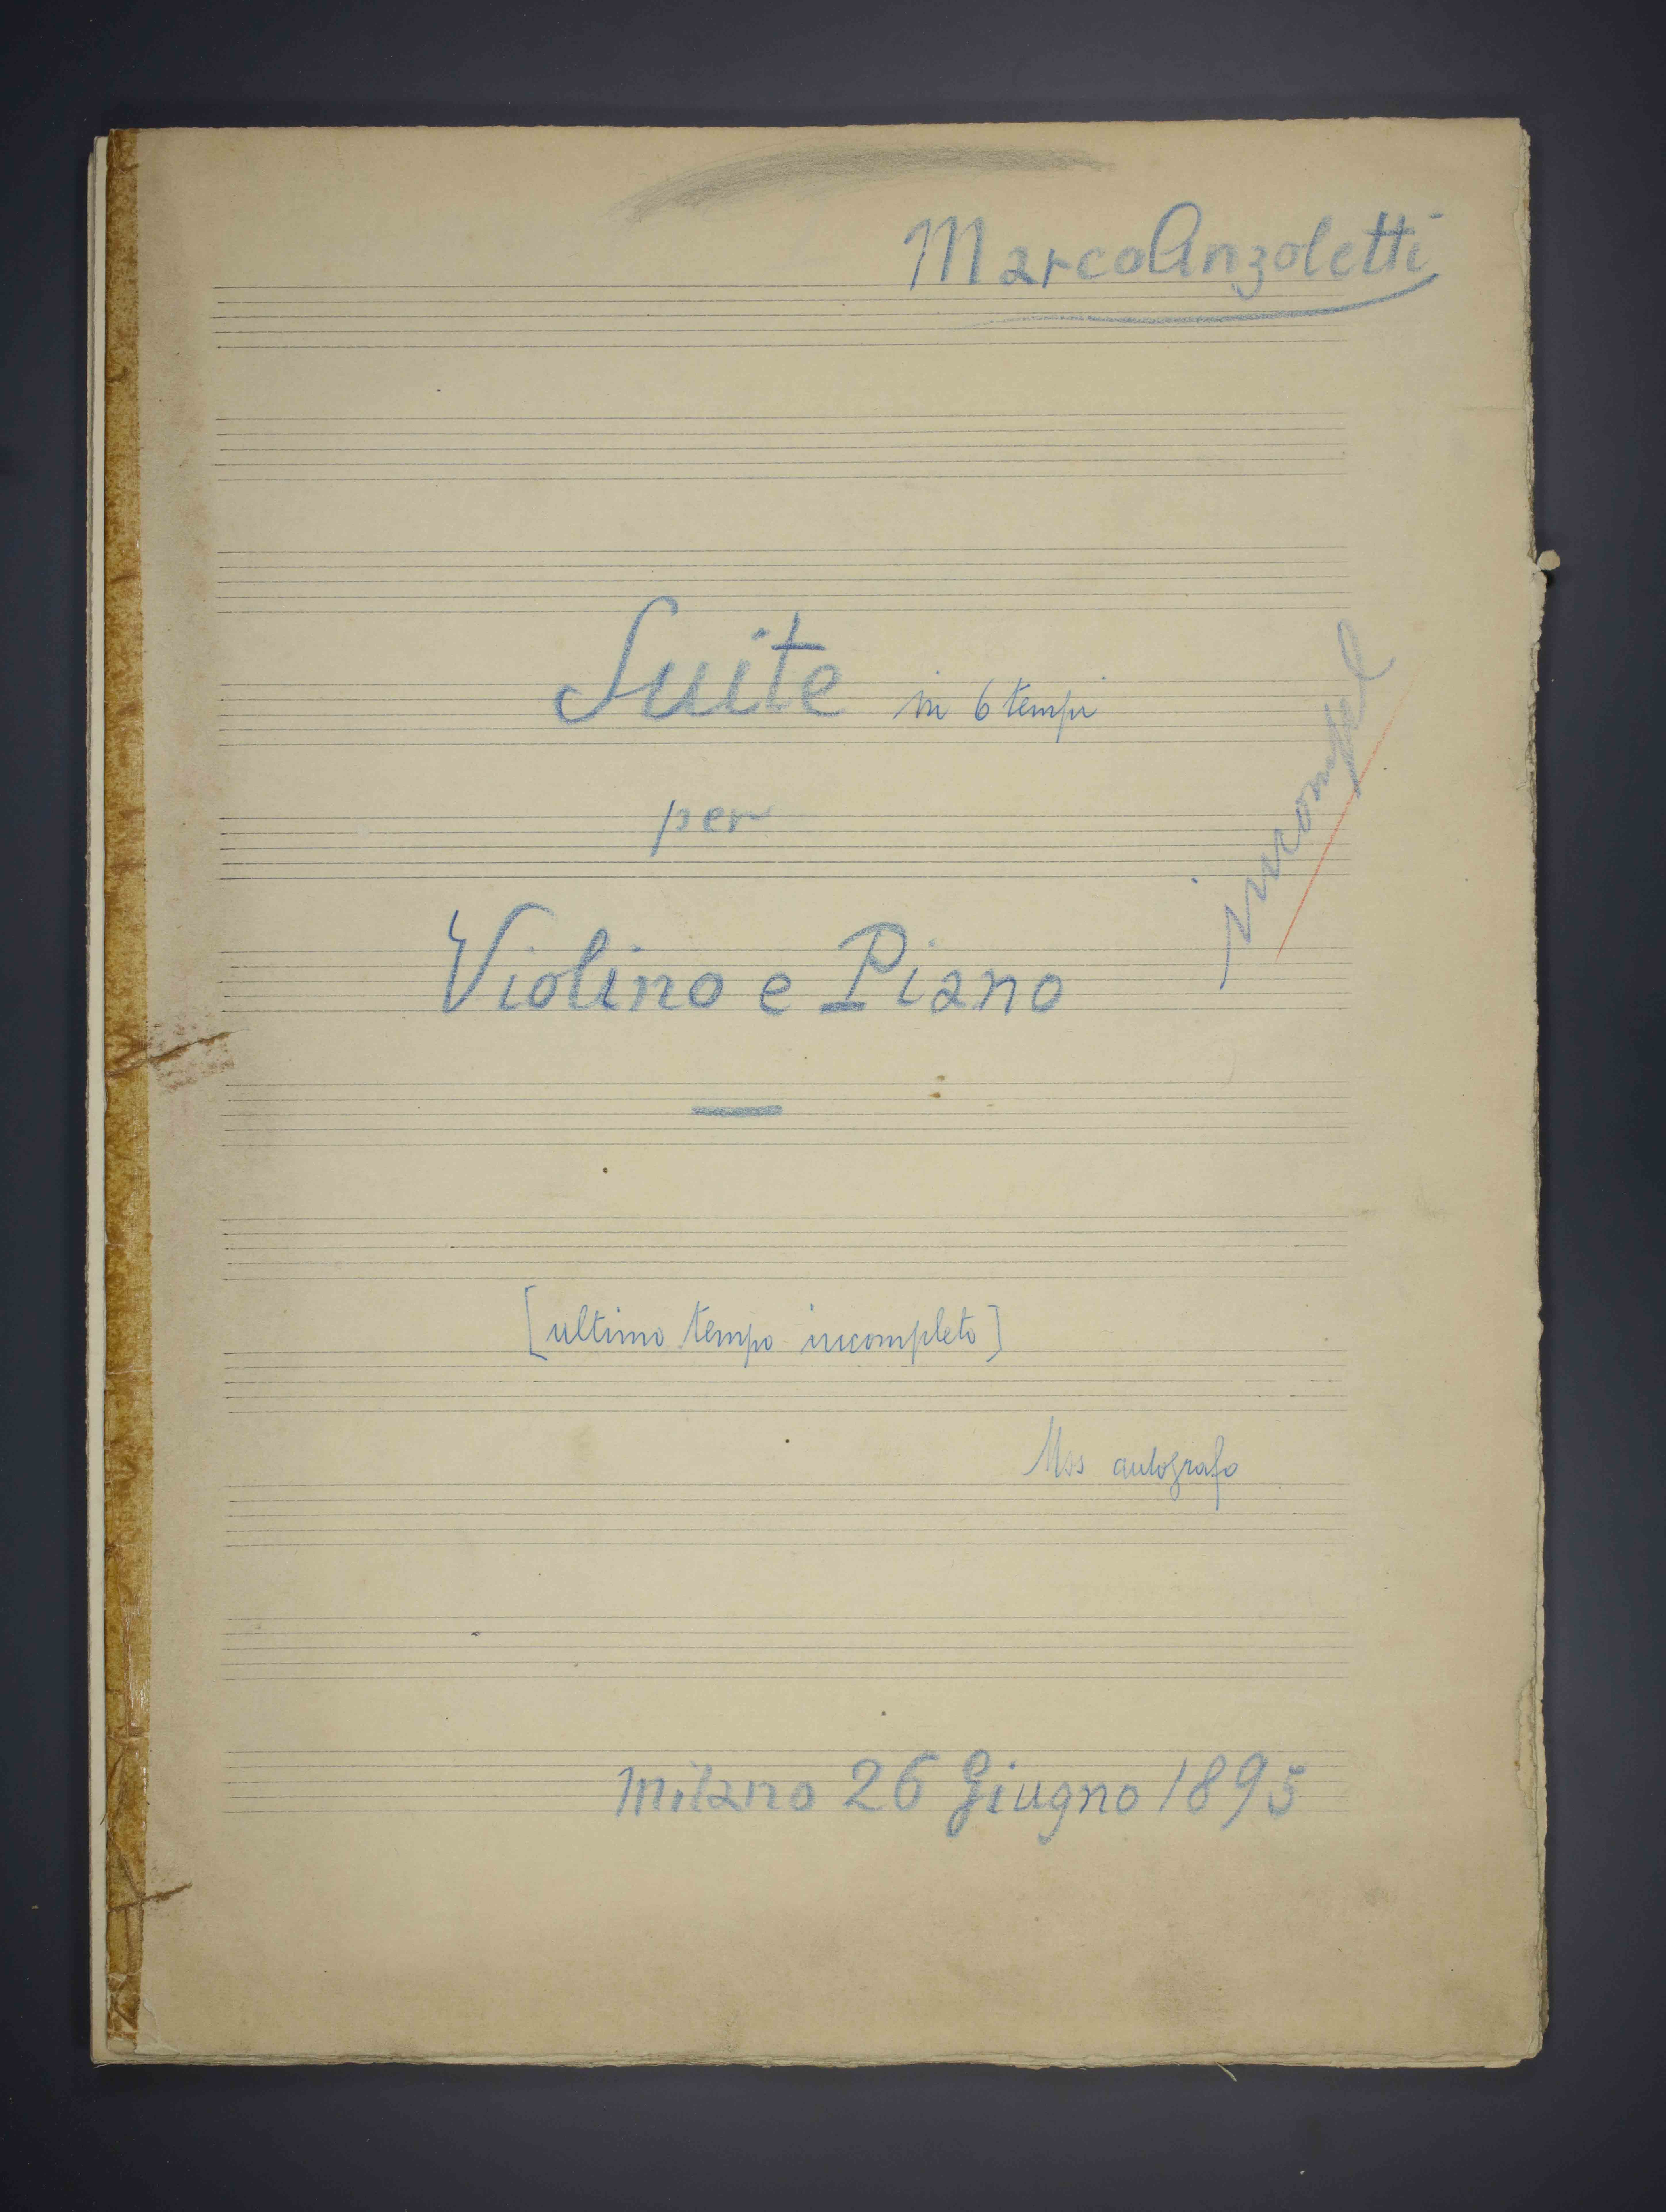 Marco Anzoletti
Suite in 6 tempi
per
Violino e Piano
incompl
[ultimo tempo incompleto]
Mss autografo
Milano 26 Giugno 1895